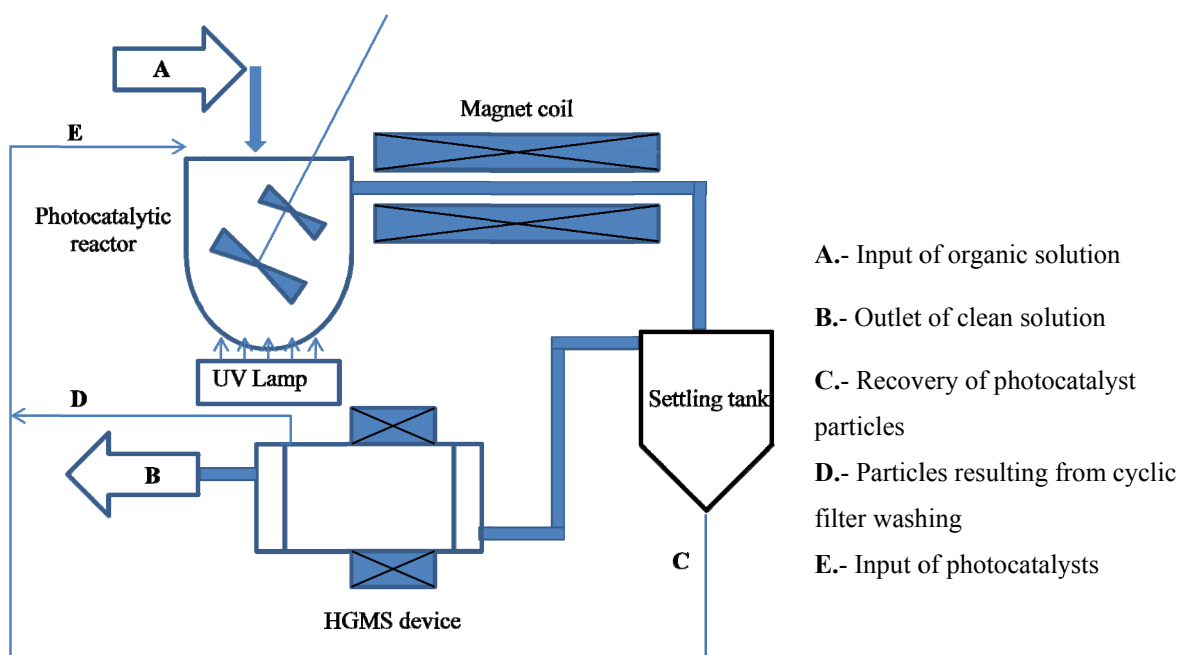 A
Magnet coil
E
Photocatalytic
reactor
UV Lamp
D
Settling tank
B
C
HGMS device
A.- Input of organic solution
B.- Outlet of clean solution
C.- Recovery of photocatalyst
particles
D.- Particles resulting from cyclic
filter washing
E.- Input of photocatalysts